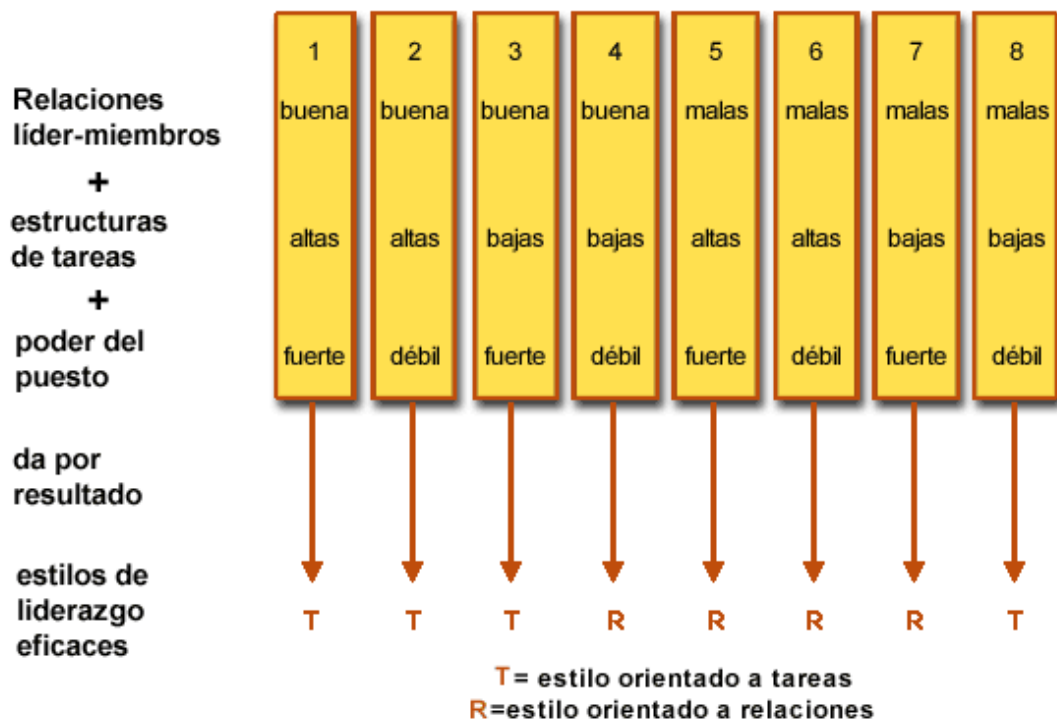 1 2 3 4 5 6 7 8
Relaciones
líder-miembros
buena buena buena buena malas malas malas malas
+
estructuras
de tareas
altas altas bajas bajas altas altas bajas bajas
+
poder del
puesto
fuerte débil fuerte débil fuerte débil fuerte débil
da por
resultado
estilos de
liderazgo
eficaces
T T T R R R R T
T= estilo orientado a tareas
R=estilo orientado a relaciones